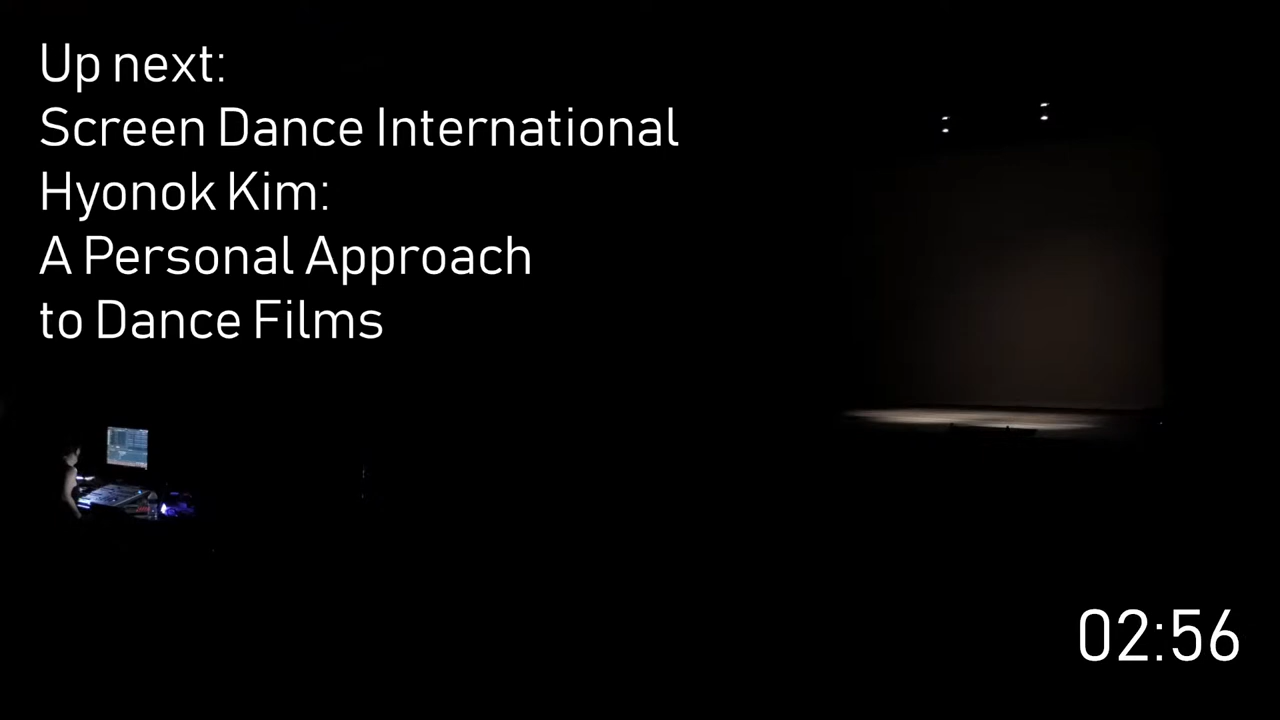 Up next:
Screen Dance International
Hyonok Kim:
A Personal Approach
to Dance Films
02:56